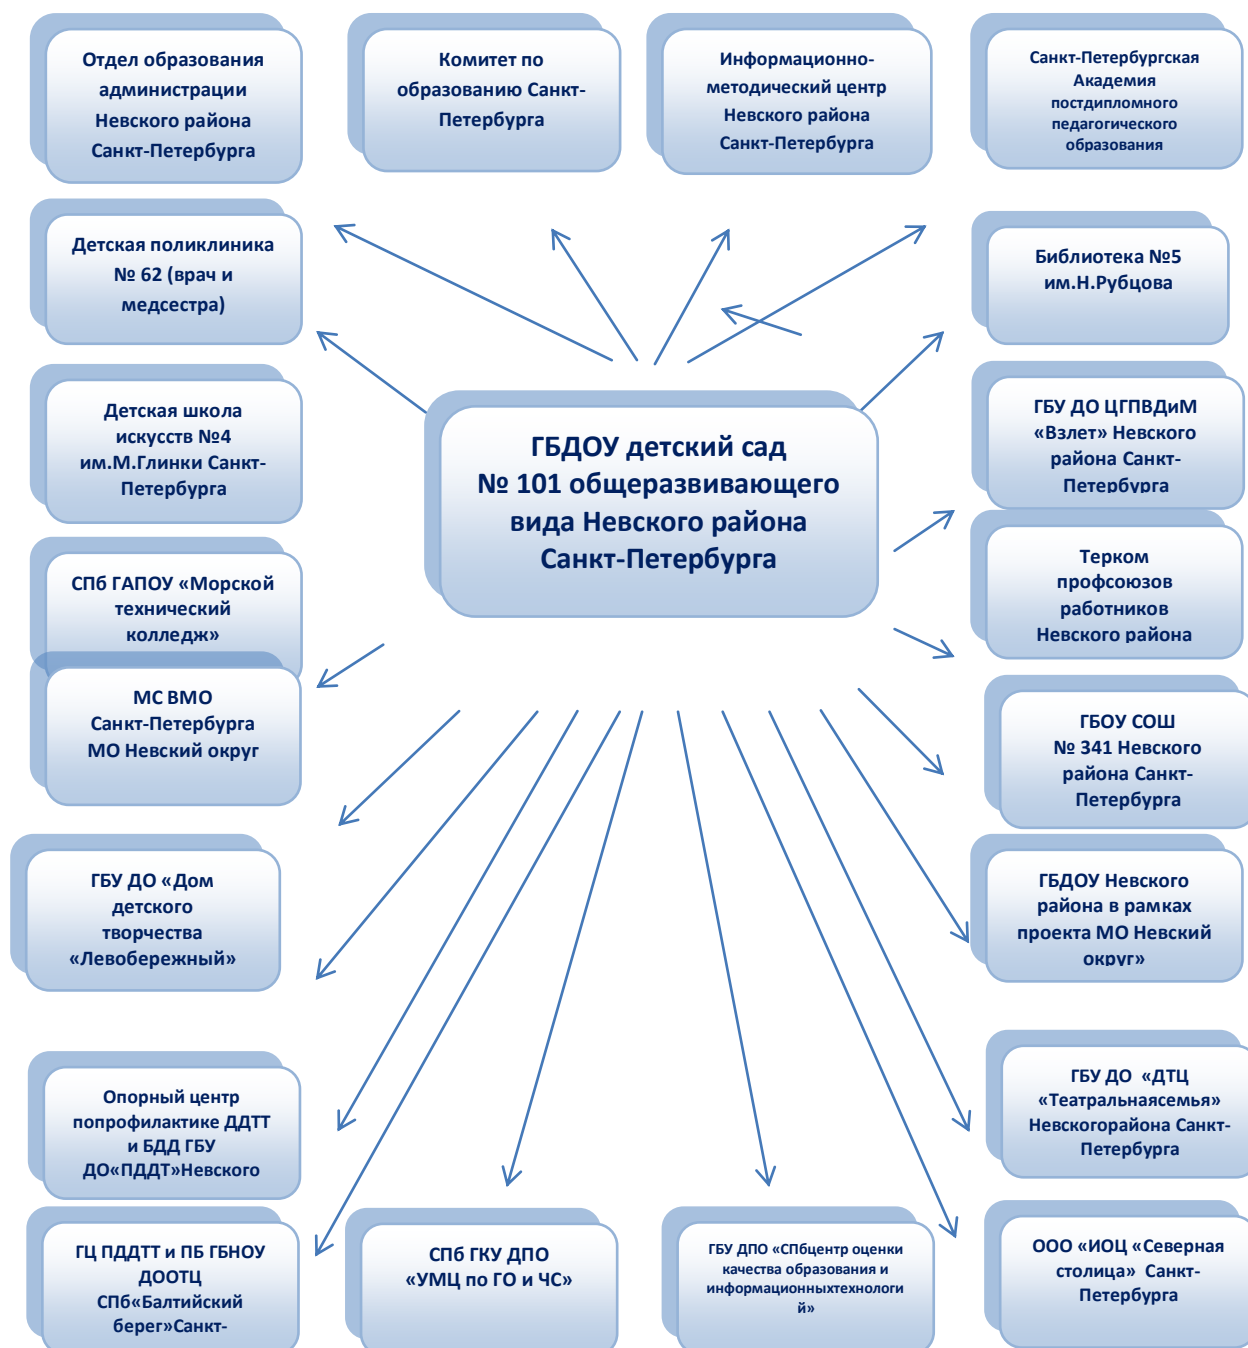 Отдел образования
администрации
Невского района
Санкт-Петербурга
Комитет по
образованию Санкт-
Петербурга
Информационно-
методический центр
Невского района
Санкт-Петербурга
Санкт-Петербургская
Академия
постдипломного
педагогического
образования
Детская поликлиника
№ 62 (врач и
медсестра)
Библиотека №5
им.Н.Рубцова
Детская школа
искусств №4
им.М.Глинки Санкт-
Петербурга
ГБДОУ детский сад
№ 101 общеразвивающего
вида Невского района
Санкт-Петербурга
ГБУ ДО ЦГПВДиМ
«Взлет» Невского
района Санкт-
Петербурга
СПб ГАПОУ «Морской
технический
колледж»
Терком
профсоюзов
работников
Невского района
МС ВМО
Санкт-Петербурга
МО Невский округ
ГБОУ СОШ
№ 341 Невского
района Санкт-
Петербурга
ГБУ ДО «Дом
детского
творчества
«Левобережный»
ГБДОУ Невского
района в рамках
проекта МО Невский
округ»
Опорный центр
попрофилактике ДДТТ
и БДД ГБУ
ДО«ПДДТ»Невского
ГБУ ДО  «ДТЦ
«Театральнаясемья»
Невскогорайона Санкт-
Петербурга
ГЦ ПДДТТ и ПБ ГБНОУ
ДООТЦ
СПб«Балтийский
берег»Санкт-
СПб ГКУ ДПО
«УМЦ по ГО и ЧС»
ГБУ ДПО «СПбцентр оценки
качества образования и
информационныхтехнологи
й»
ООО «ИОЦ «Северная
столица»  Санкт-
Петербурга